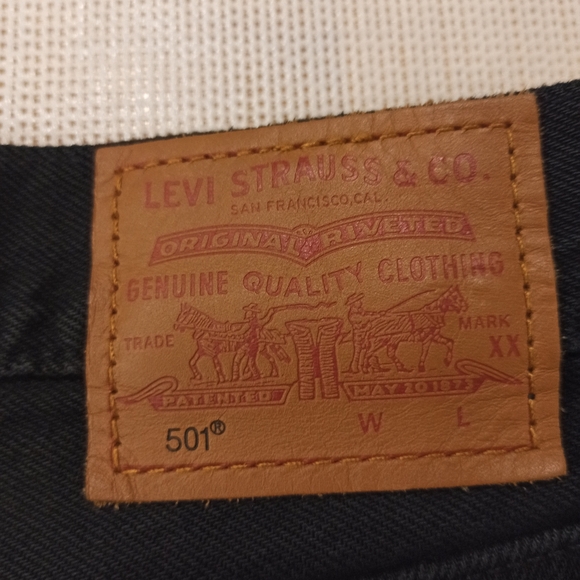 LEVI STRAUSS & CO.
SAN FRANCISCO, CAL.
ORIGINAL RIVETED
GENUINE QUALITY CLOTHING
TRADE MARK
XX
PATENTED MAY 20 1873
501® W L